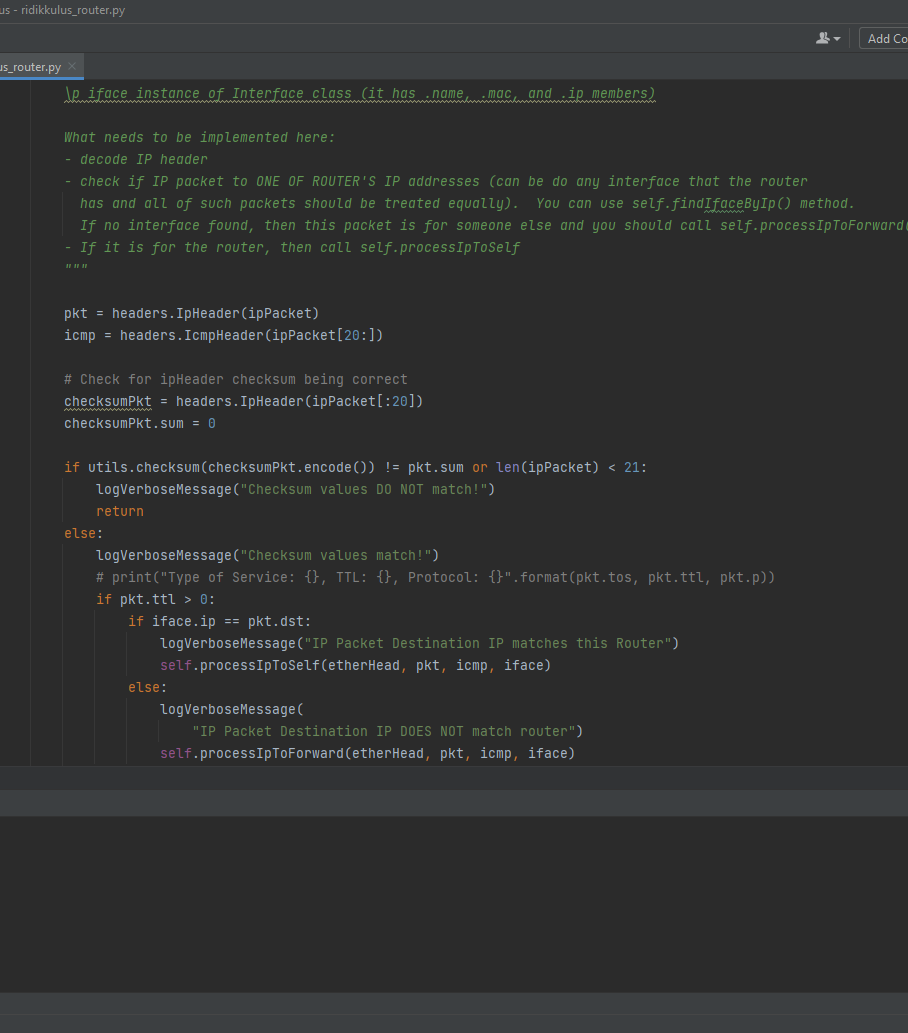 us - ridikkulus_router.py
Add Co
us_router.py
\p iface instance of Interface class (it has .name, .mac, and .ip members)
What needs to be implemented here:
- decode IP header
- check if IP packet to ONE OF ROUTER'S IP addresses (can be do any interface that the router
has and all of such packets should be treated equally).  You can use self.findIfaceByIp() method.
If no interface found, then this packet is for someone else and you should call self.processIpToForward(
- If it is for the router, then call self.processIpToSelf
"""
pkt = headers.IpHeader(ipPacket)
icmp = headers.IcmpHeader(ipPacket[20:])
# Check for ipHeader checksum being correct
checksumPkt = headers.IpHeader(ipPacket[:20])
checksumPkt.sum = 0
if utils.checksum(checksumPkt.encode()) != pkt.sum or len(ipPacket) < 21:
logVerboseMessage("Checksum values DO NOT match!")
return
else:
logVerboseMessage("Checksum values match!")
# print("Type of Service: {}, TTL: {}, Protocol: {}".format(pkt.tos, pkt.ttl, pkt.p))
if pkt.ttl > 0:
if iface.ip == pkt.dst:
logVerboseMessage("IP Packet Destination IP matches this Router")
self.processIpToSelf(etherHead, pkt, icmp, iface)
else:
logVerboseMessage(
"IP Packet Destination IP DOES NOT match router")
self.processIpToForward(etherHead, pkt, icmp, iface)